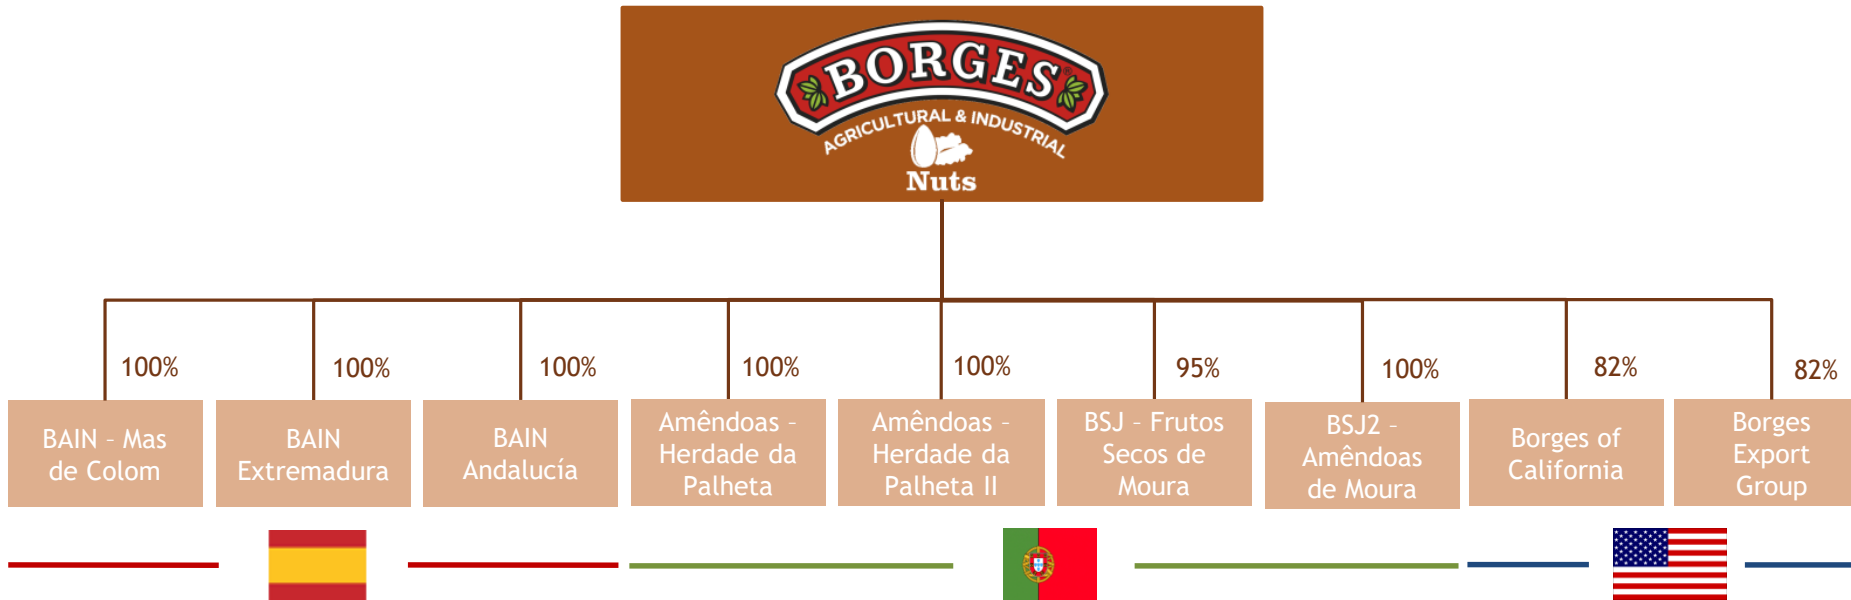 BORGES
AGRICULTURAL & INDUSTRIAL
Nuts
100%
100%
100%
100%
100%
95%
100%
82%
82%
BAIN – Mas
de Colom
BAIN
Extremadura
BAIN
Andalucía
Amêndoas –
Herdade da
Palheta
Amêndoas –
Herdade da
Palheta II
BSJ – Frutos
Secos de
Moura
BSJ2 –
Amêndoas
de Moura
Borges of
California
Borges
Export
Group